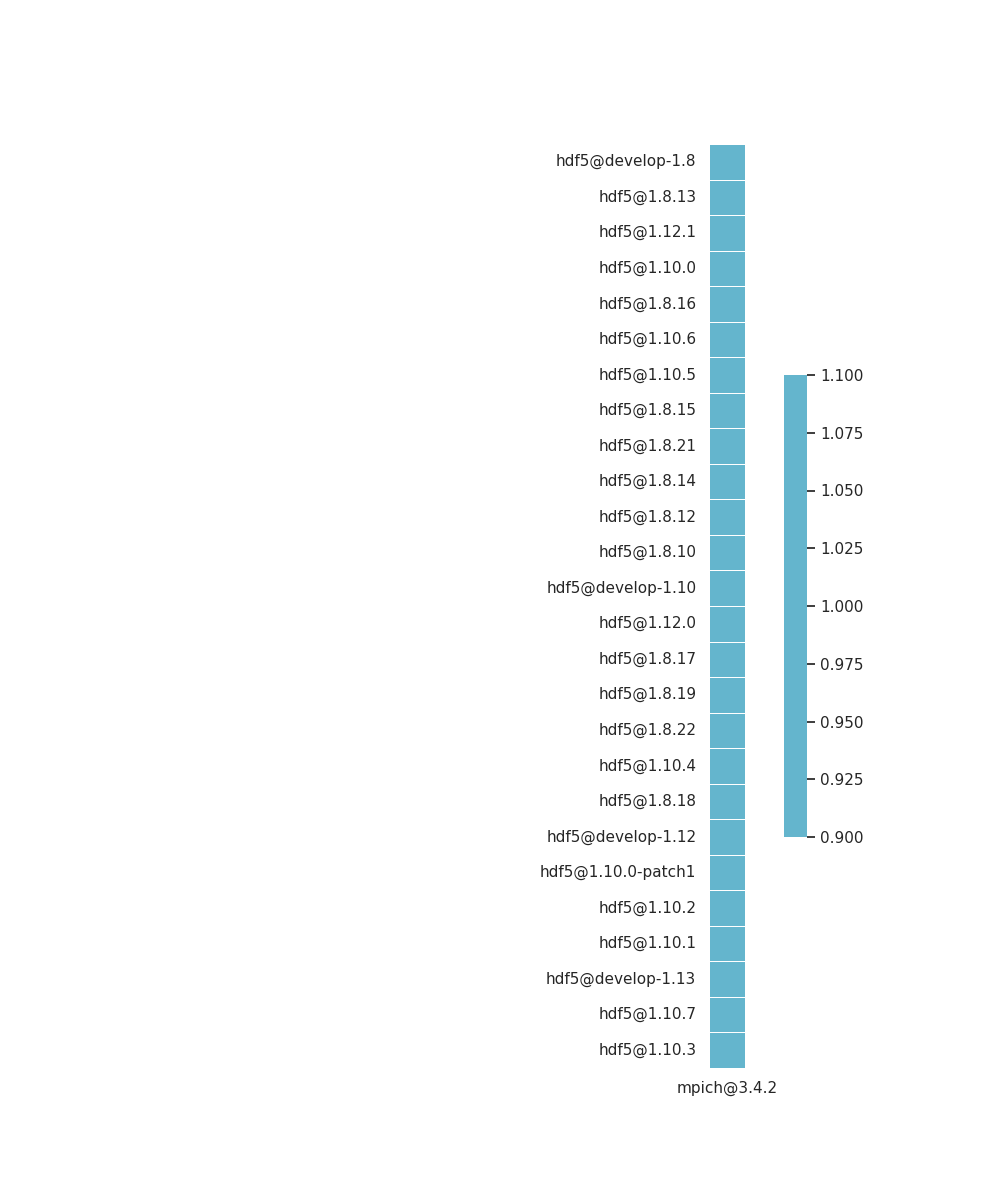 hdf5@develop-1.8
hdf5@1.8.13
hdf5@1.12.1
hdf5@1.10.0
hdf5@1.8.16
hdf5@1.10.6
hdf5@1.10.5
hdf5@1.8.15
hdf5@1.8.21
hdf5@1.8.14
hdf5@1.8.12
hdf5@1.8.10
hdf5@develop-1.10
hdf5@1.12.0
hdf5@1.8.17
hdf5@1.8.19
hdf5@1.8.22
hdf5@1.10.4
hdf5@1.8.18
hdf5@develop-1.12
hdf5@1.10.0-patch1
hdf5@1.10.2
hdf5@1.10.1
hdf5@develop-1.13
hdf5@1.10.7
hdf5@1.10.3
mpich@3.4.2
1.100
1.075
1.050
1.025
1.000
0.975
0.950
0.925
0.900